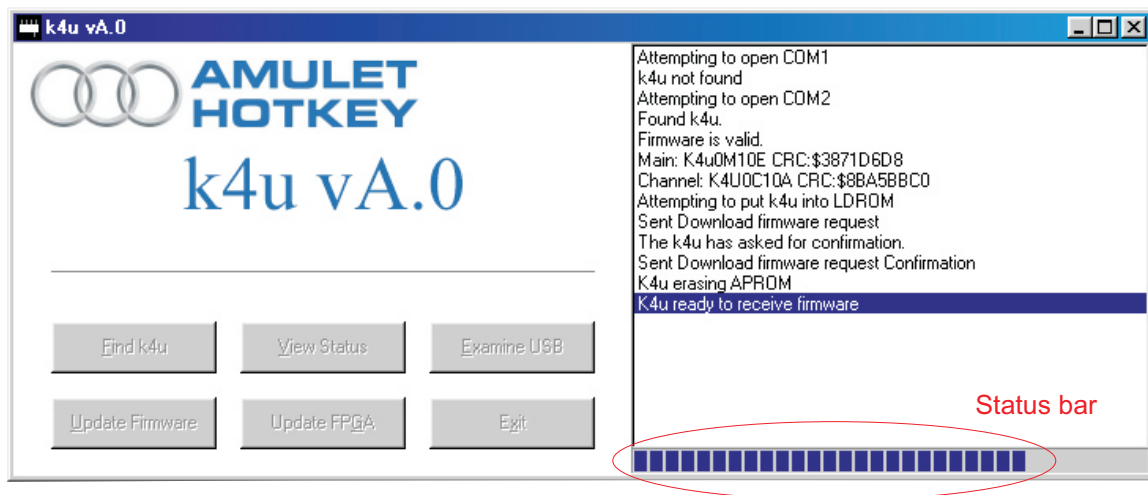 k4u vA.0
AMULET
HOTKEY
k4u vA.0
Find k4u
View Status
Examine USB
Update Firmware
Update FPGA
Exit
Attempting to open COM1
k4u not found
Attempting to open COM2
Found k4u.
Firmware is valid.
Main: K4u0M10E CRC:$3871D6D8
Channel: K4U0C10A CRC:$8BA5BBC0
Attempting to put k4u into LDROM
Sent Download firmware request
The k4u has asked for confirmation.
Sent Download firmware request Confirmation
K4u erasing APROM
K4u ready to receive firmware
Status bar